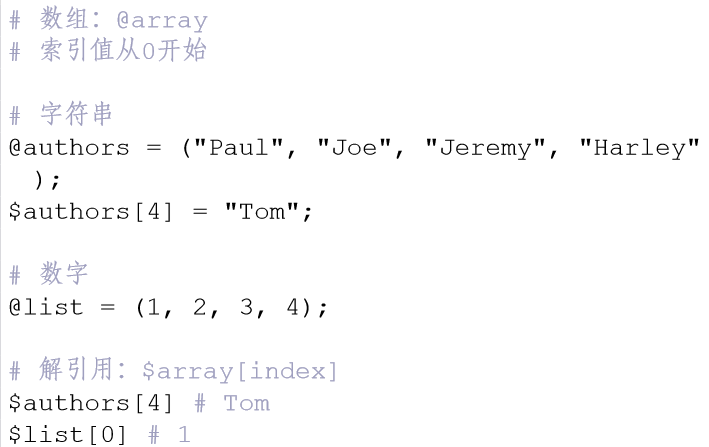 # 数组: @array
# 索引值从0开始
# 字符串
@authors = ("Paul", "Joe", "Jeremy", "Harley"
);
$authors[4] = "Tom";
# 数字
@list = (1, 2, 3, 4);
# 解引用: $array[index]
$authors[4] # Tom
$list[0] # 1